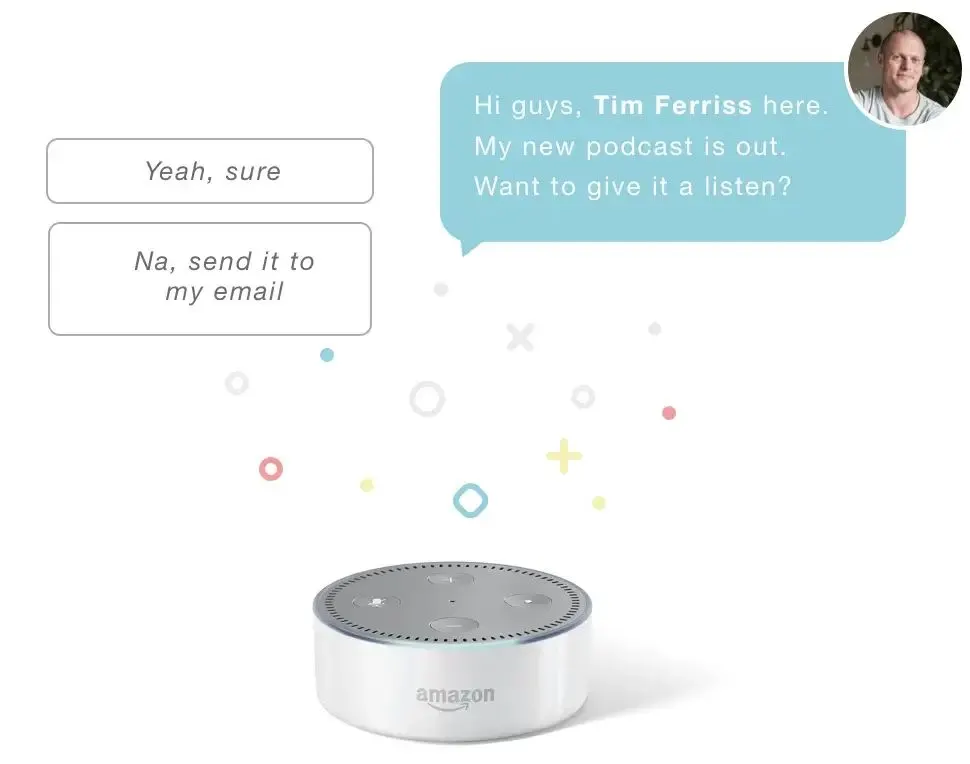 Hi guys, Tim Ferriss here.
My new podcast is out.
Want to give it a listen?
Yeah, sure
Na, send it to
my email
amazon